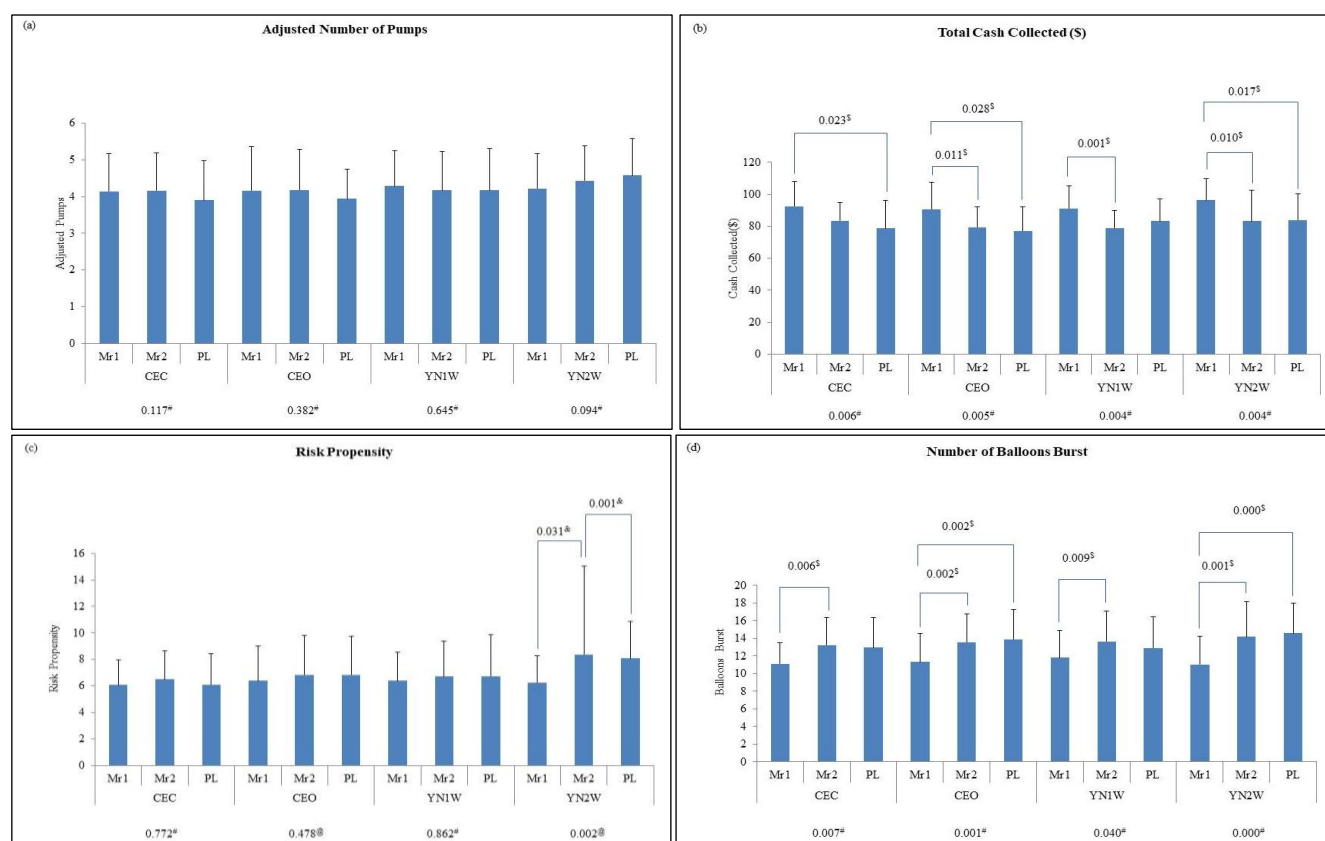 (a)
Adjusted Number of Pumps
Adjusted Pumps
6
5
4
3
2
1
0
Mr1 Mr2 PL Mr1 Mr2 PL Mr1 Mr2 PL Mr1 Mr2 PL
CEC CEO YN1W YN2W
0.117# 0.382# 0.645# 0.094#
(b)
Total Cash Collected ($)
0.017$
0.028$
0.023$ 0.001$ 0.010$
0.011$
Cash Collected($)
120
100
80
60
40
20
0
Mr1 Mr2 PL Mr1 Mr2 PL Mr1 Mr2 PL Mr1 Mr2 PL
CEC CEO YN1W YN2W
0.006# 0.005# 0.004# 0.004#
(c)
Risk Propensity
0.001&
0.031&
Risk Propensity
16
14
12
10
8
6
4
2
0
Mr1 Mr2 PL Mr1 Mr2 PL Mr1 Mr2 PL Mr1 Mr2 PL
CEC CEO YN1W YN2W
0.772# 0.478@ 0.862# 0.002@
(d)
Number of Balloons Burst
0.000$
0.002$
0.006$ 0.002$ 0.009$ 0.001$
Balloons Burst
20
18
16
14
12
10
8
6
4
2
0
Mr1 Mr2 PL Mr1 Mr2 PL Mr1 Mr2 PL Mr1 Mr2 PL
CEC CEO YN1W YN2W
0.007# 0.001# 0.040# 0.000#